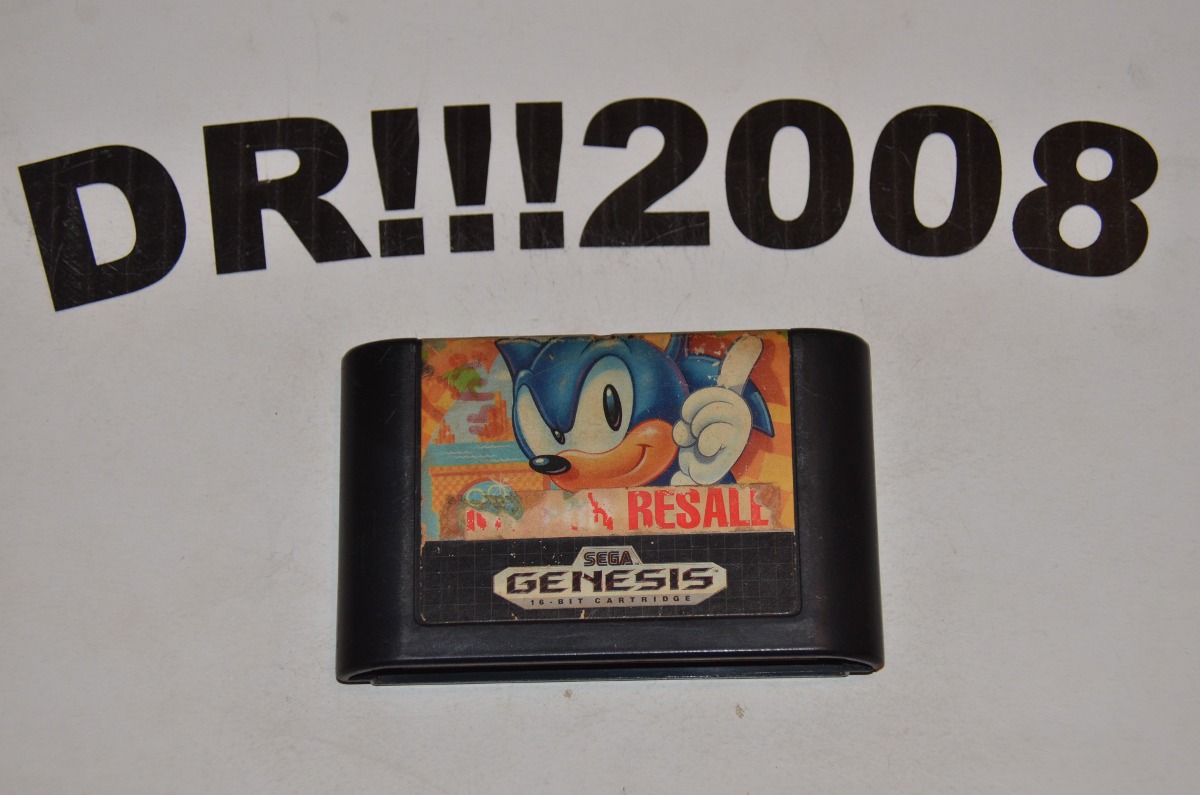 DR!!!2008
RESALE
SEGA
GENESIS
16-BIT CARTRIDGE